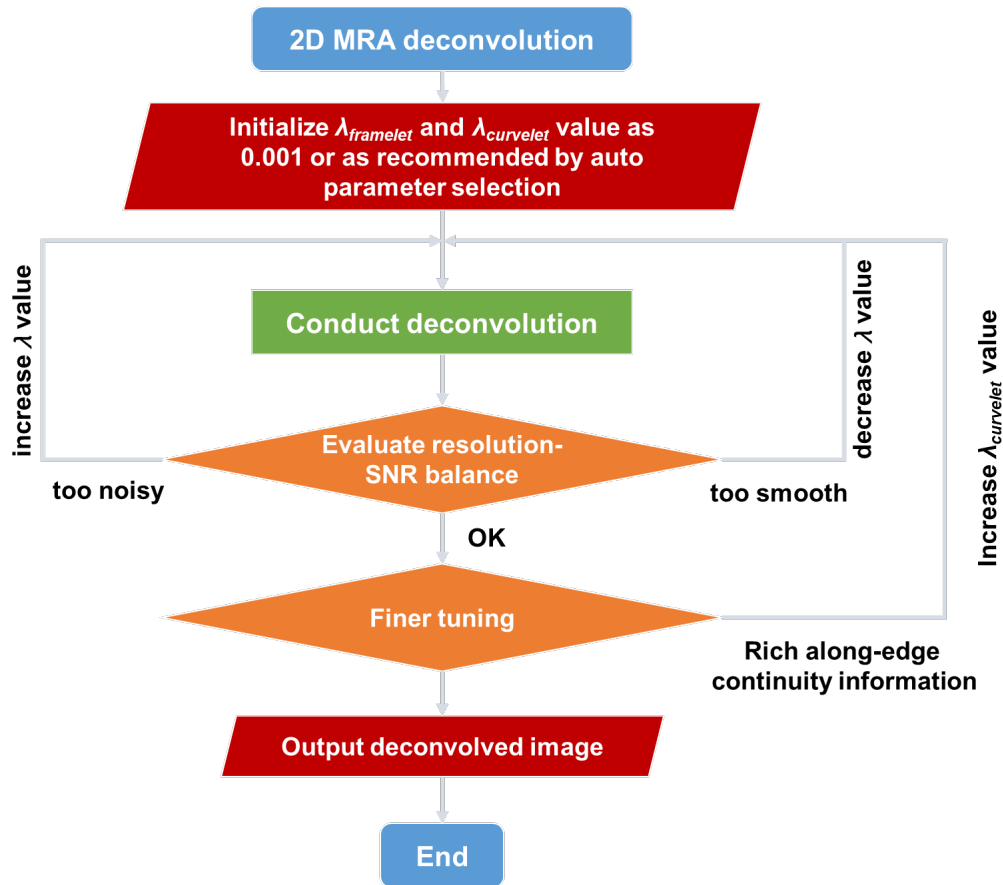 2D MRA deconvolution
Initialize λframelet and λcurvelet value as
0.001 or as recommended by auto
parameter selection
increase λ value
decrease λ value
Increase λcurvelet value
Conduct deconvolution
Evaluate resolution-
SNR balance
too noisy
too smooth
OK
Finer tuning
Rich along-edge
continuity information
Output deconvolved image
End